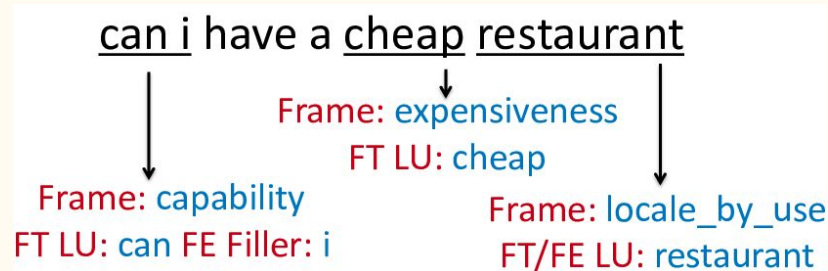 can i have a cheap restaurant
Frame: expensiveness
FT LU: cheap
Frame: capability
FT LU: can FE Filler: i
Frame: locale_by_use
FT/FE LU: restaurant